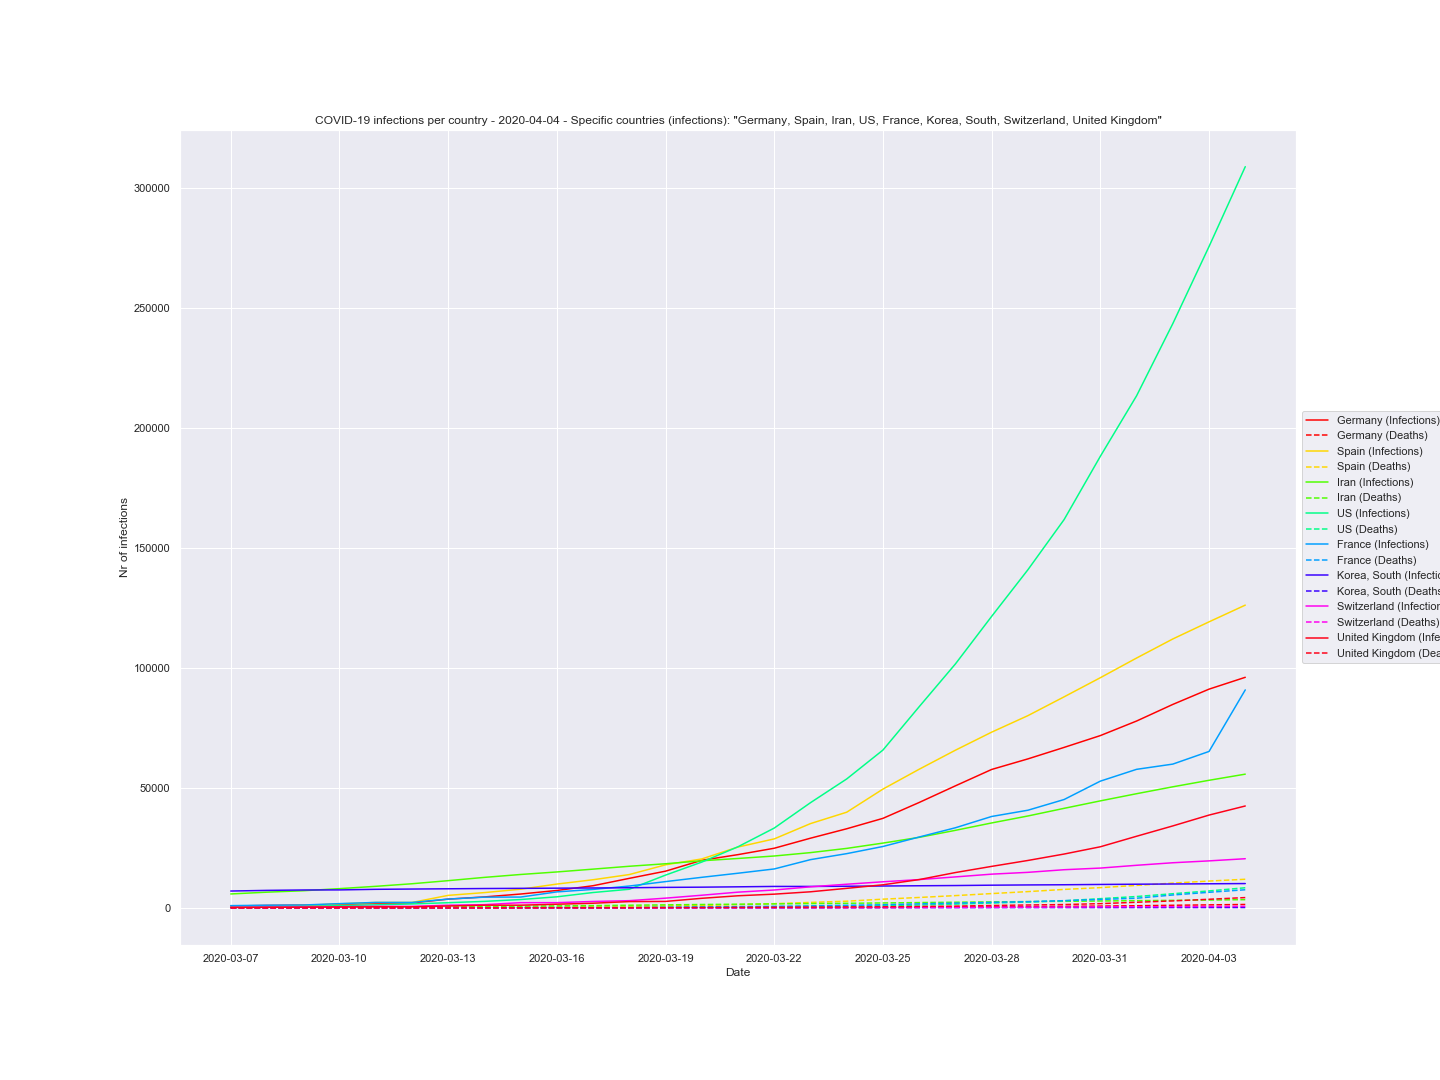 COVID-19 infections per country - 2020-04-04 - Specific countries (infections): "Germany, Spain, Iran, US, France, Korea, South, Switzerland, United Kingdom"
300000
250000
200000
150000
100000
50000
0
Nr of infections
2020-03-07 2020-03-10 2020-03-13 2020-03-16 2020-03-19 2020-03-22 2020-03-25 2020-03-28 2020-03-31 2020-04-03
Date
Germany (Infections)
Germany (Deaths)
Spain (Infections)
Spain (Deaths)
Iran (Infections)
Iran (Deaths)
US (Infections)
US (Deaths)
France (Infections)
France (Deaths)
Korea, South (Infectio
Korea, South (Deaths
Switzerland (Infection
Switzerland (Deaths)
United Kingdom (Infe
United Kingdom (Dea